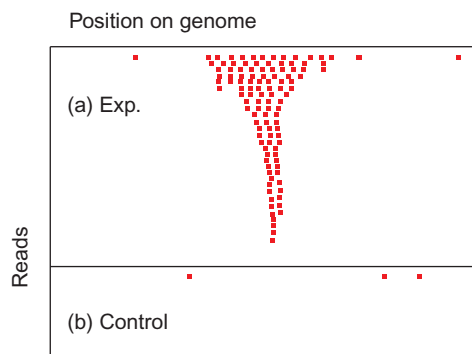 Position on genome
(a) Exp.
Reads
(b) Control